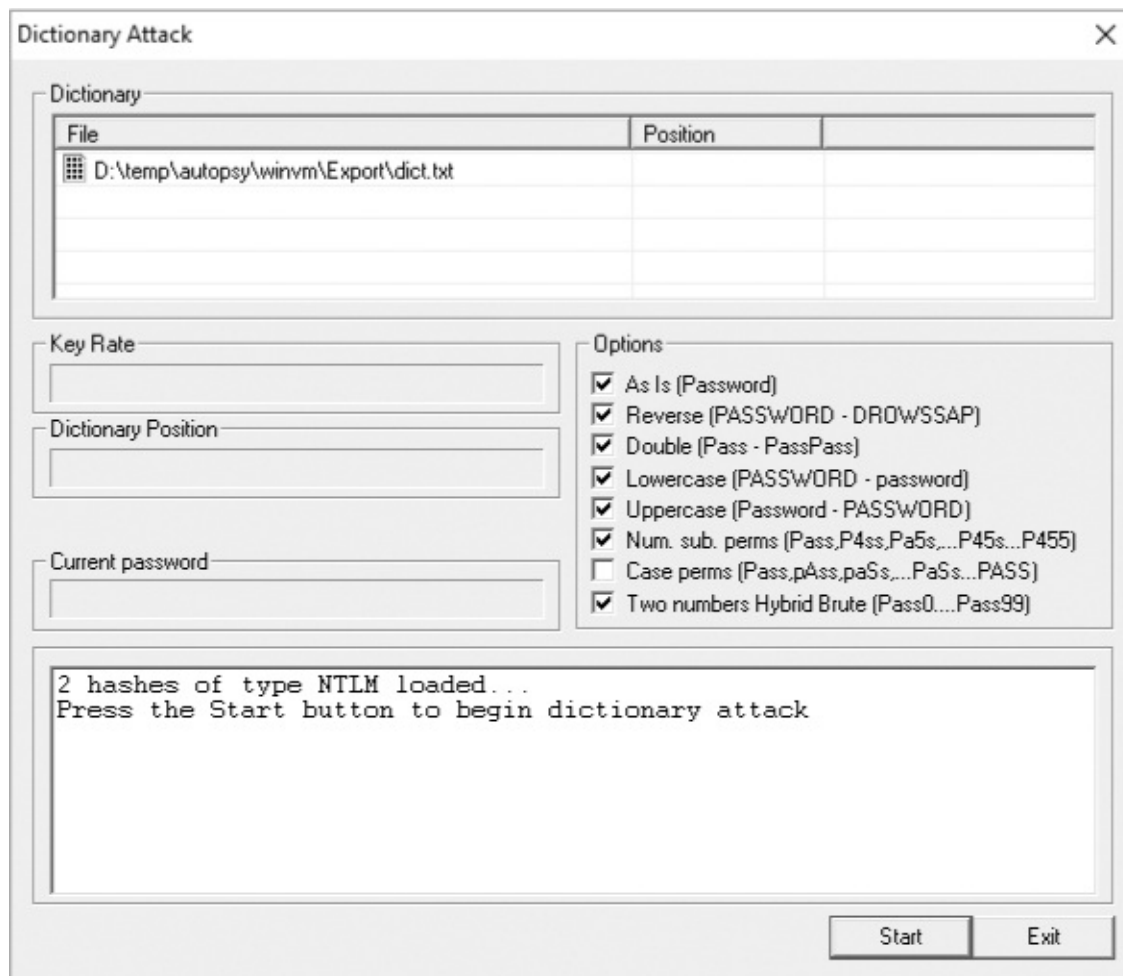 Dictionary Attack
Dictionary
File Position
D:\temp\autopsy\winvm\Export\dict.txt
Key Rate
Dictionary Position
Current password
Options
As Is (Password)
Reverse (PASSWORD - DROWSSAP)
Double (Pass - PassPass)
Lowercase (PASSWORD - password)
Uppercase (Password - PASSWORD)
Num. sub. perms (Pass,P4ss,Pa5s,...P45s...P455)
Case perms (Pass,pAss,paSs,...PaSs...PASS)
Two numbers Hybrid Brute (Pass0....Pass99)
2 hashes of type NTLM loaded...
Press the Start button to begin dictionary attack
Start Exit